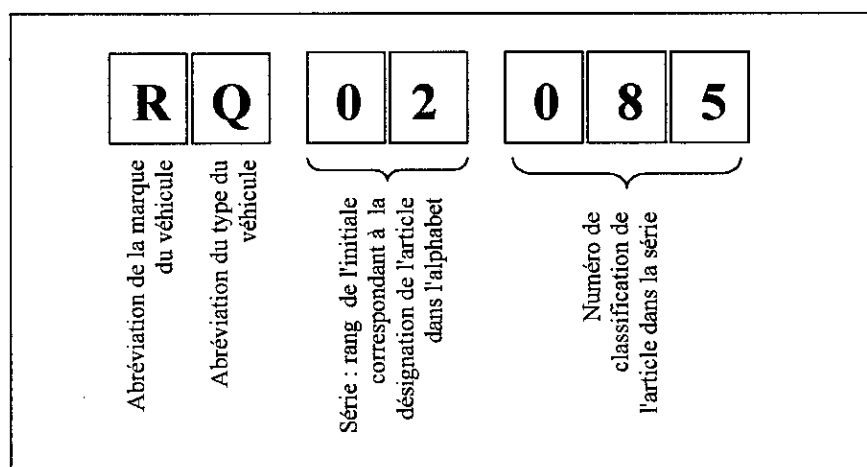 R Q 0 2 0 8 5
Abréviation de la marque
du véhicule
Abréviation du type du
véhicule
Série : rang de l'initiale
correspondant à la
désignation de l'article
dans l'alphabet
Numéro de
classification de
l'article dans la série